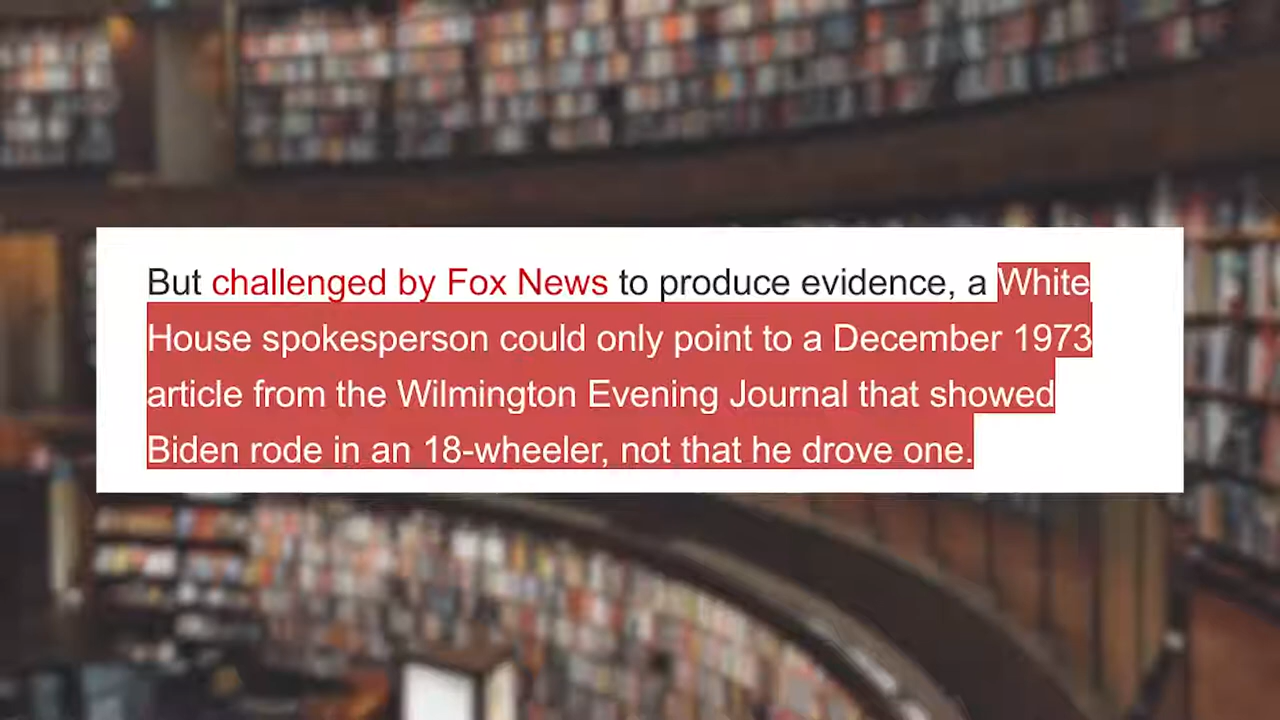 But challenged by Fox News to produce evidence, a White
House spokesperson could only point to a December 1973
article from the Wilmington Evening Journal that showed
Biden rode in an 18-wheeler, not that he drove one.